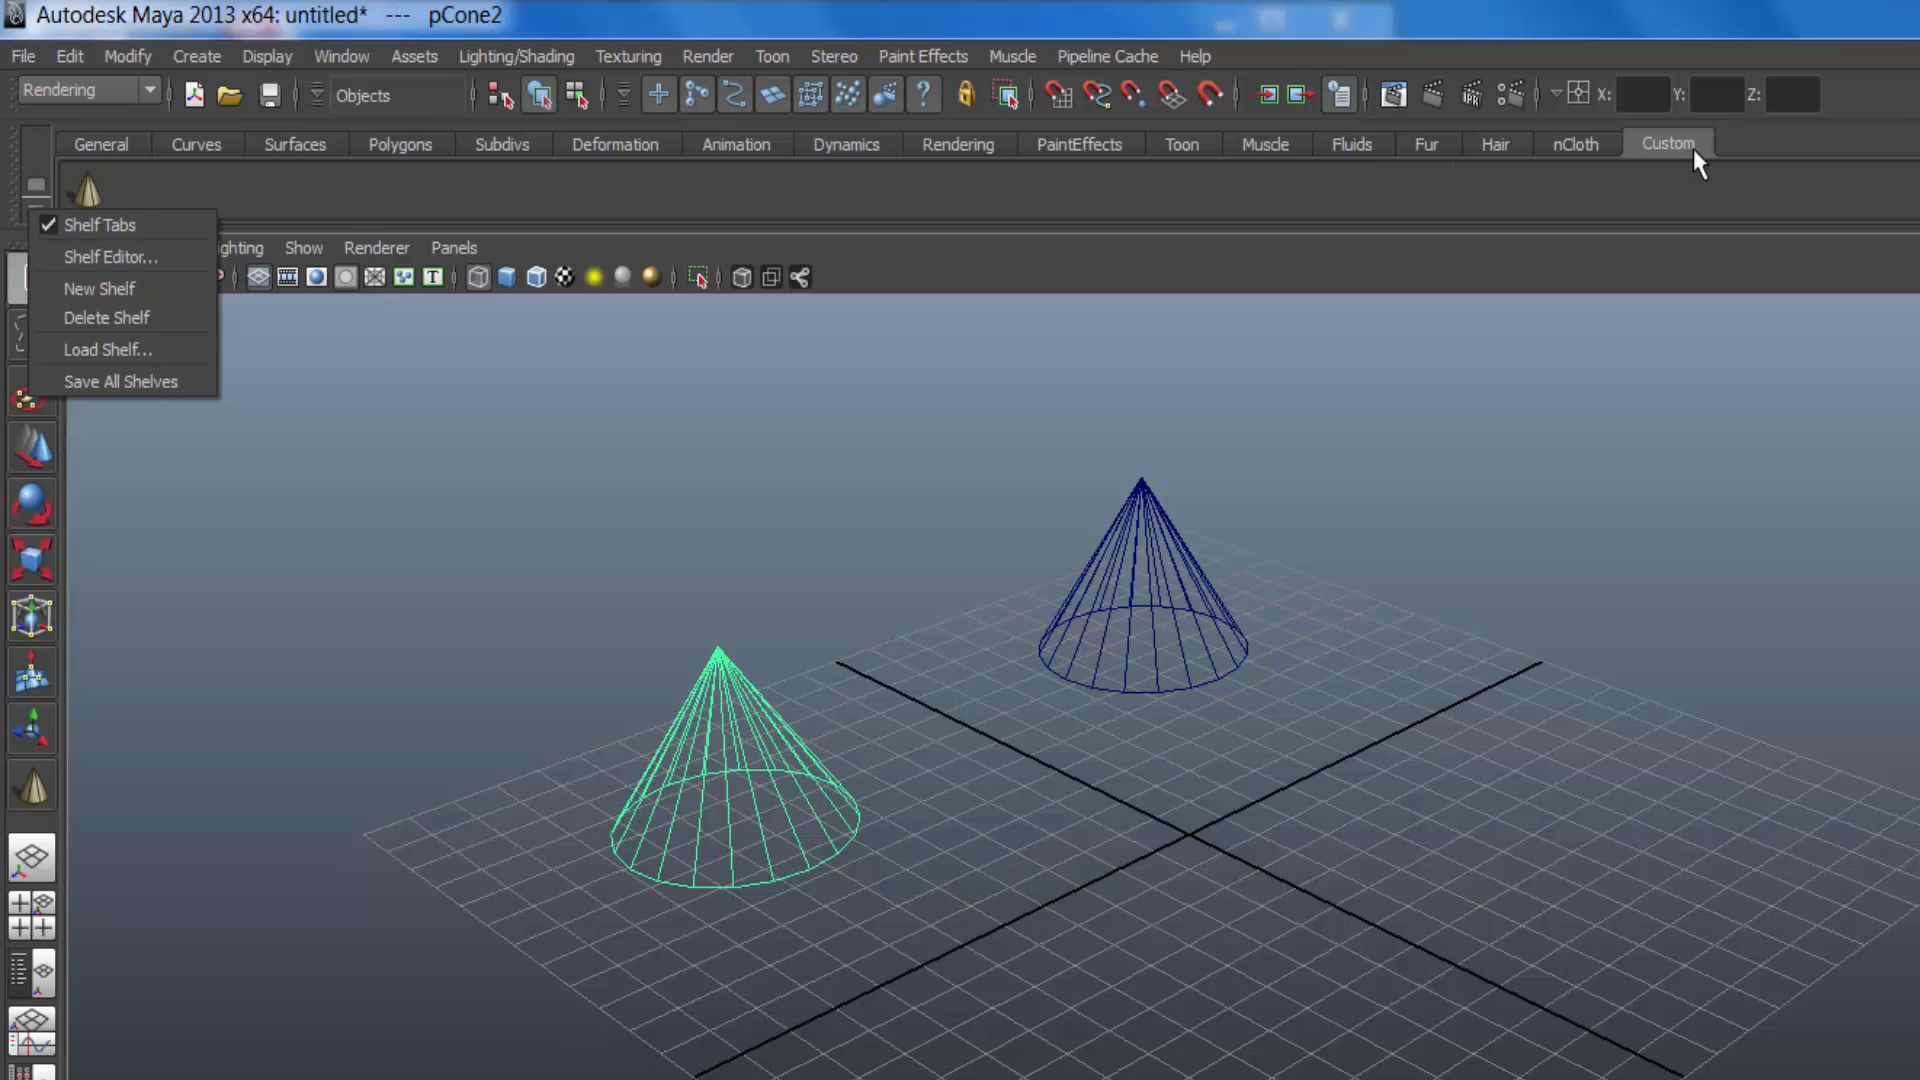 Autodesk Maya 2013 x64: untitled* --- pCone2
File Edit Modify Create Display Window Assets Lighting/Shading Texturing Render Toon Stereo Paint Effects Muscle Pipeline Cache Help
Rendering Objects X: Y: Z:
General Curves Surfaces Polygons Subdivs Deformation Animation Dynamics Rendering PaintEffects Toon Muscle Fluids Fur Hair nCloth Custom
Shelf Tabs
ghting Show Renderer Panels
Shelf Editor...
T
New Shelf
Delete Shelf
Load Shelf...
Save All Shelves